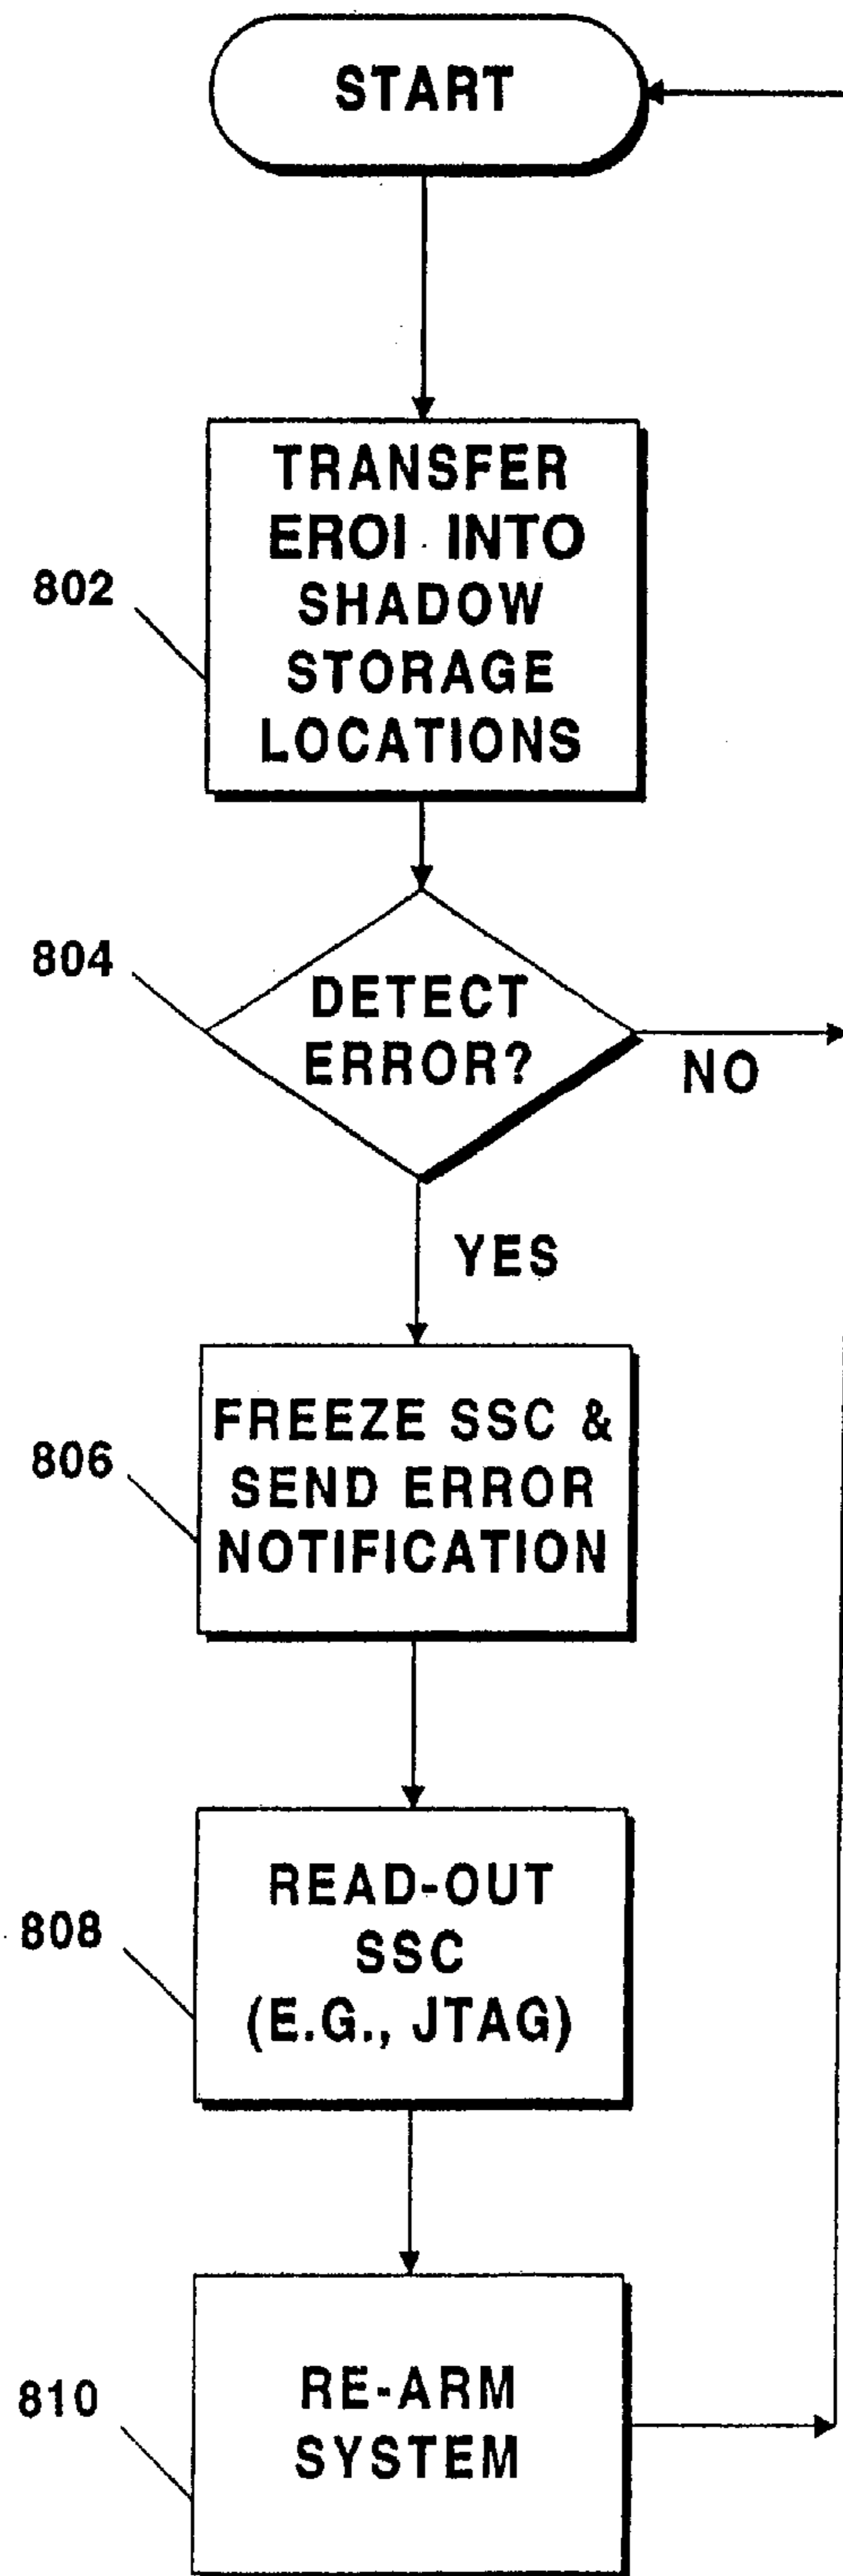 START
TRANSFER
EROI INTO
SHADOW
STORAGE
LOCATIONS
802
804
DETECT
ERROR?
NO
YES
806
FREEZE SSC &
SEND ERROR
NOTIFICATION
808
READ-OUT
SSC
(E.G., JTAG)
810
RE-ARM
SYSTEM